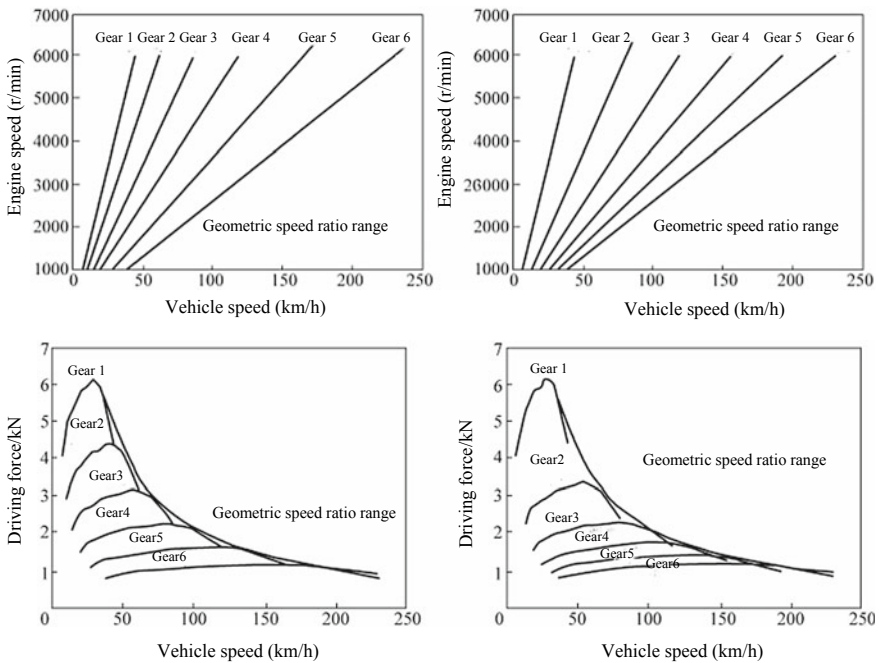 7000
6000
5000
4000
3000
2000
1000
Engine speed (r/min)
Gear 1 Gear 2 Gear 3 Gear 4 Gear 5 Gear 6
Geometric speed ratio range
0 50 100 150 200 250
Vehicle speed (km/h)
7000
6000
5000
4000
26000
2000
1000
Engine speed (r/min)
Gear 1 Gear 2 Gear 3 Gear 4 Gear 5 Gear 6
Geometric speed ratio range
0 50 100 150 200 250
Vehicle speed (km/h)
7
6
5
4
3
2
1
Driving force/kN
Gear 1
Gear2
Gear3
Gear4
Gear5
Gear6
Geometric speed ratio range
0 50 100 150 200 250
Vehicle speed (km/h)
7
6
5
4
3
2
1
Driving force/kN
Gear 1
Gear2
Gear3
Gear4
Gear5
Gear6
Geometric speed ratio range
0 50 100 150 200 250
Vehicle speed (km/h)